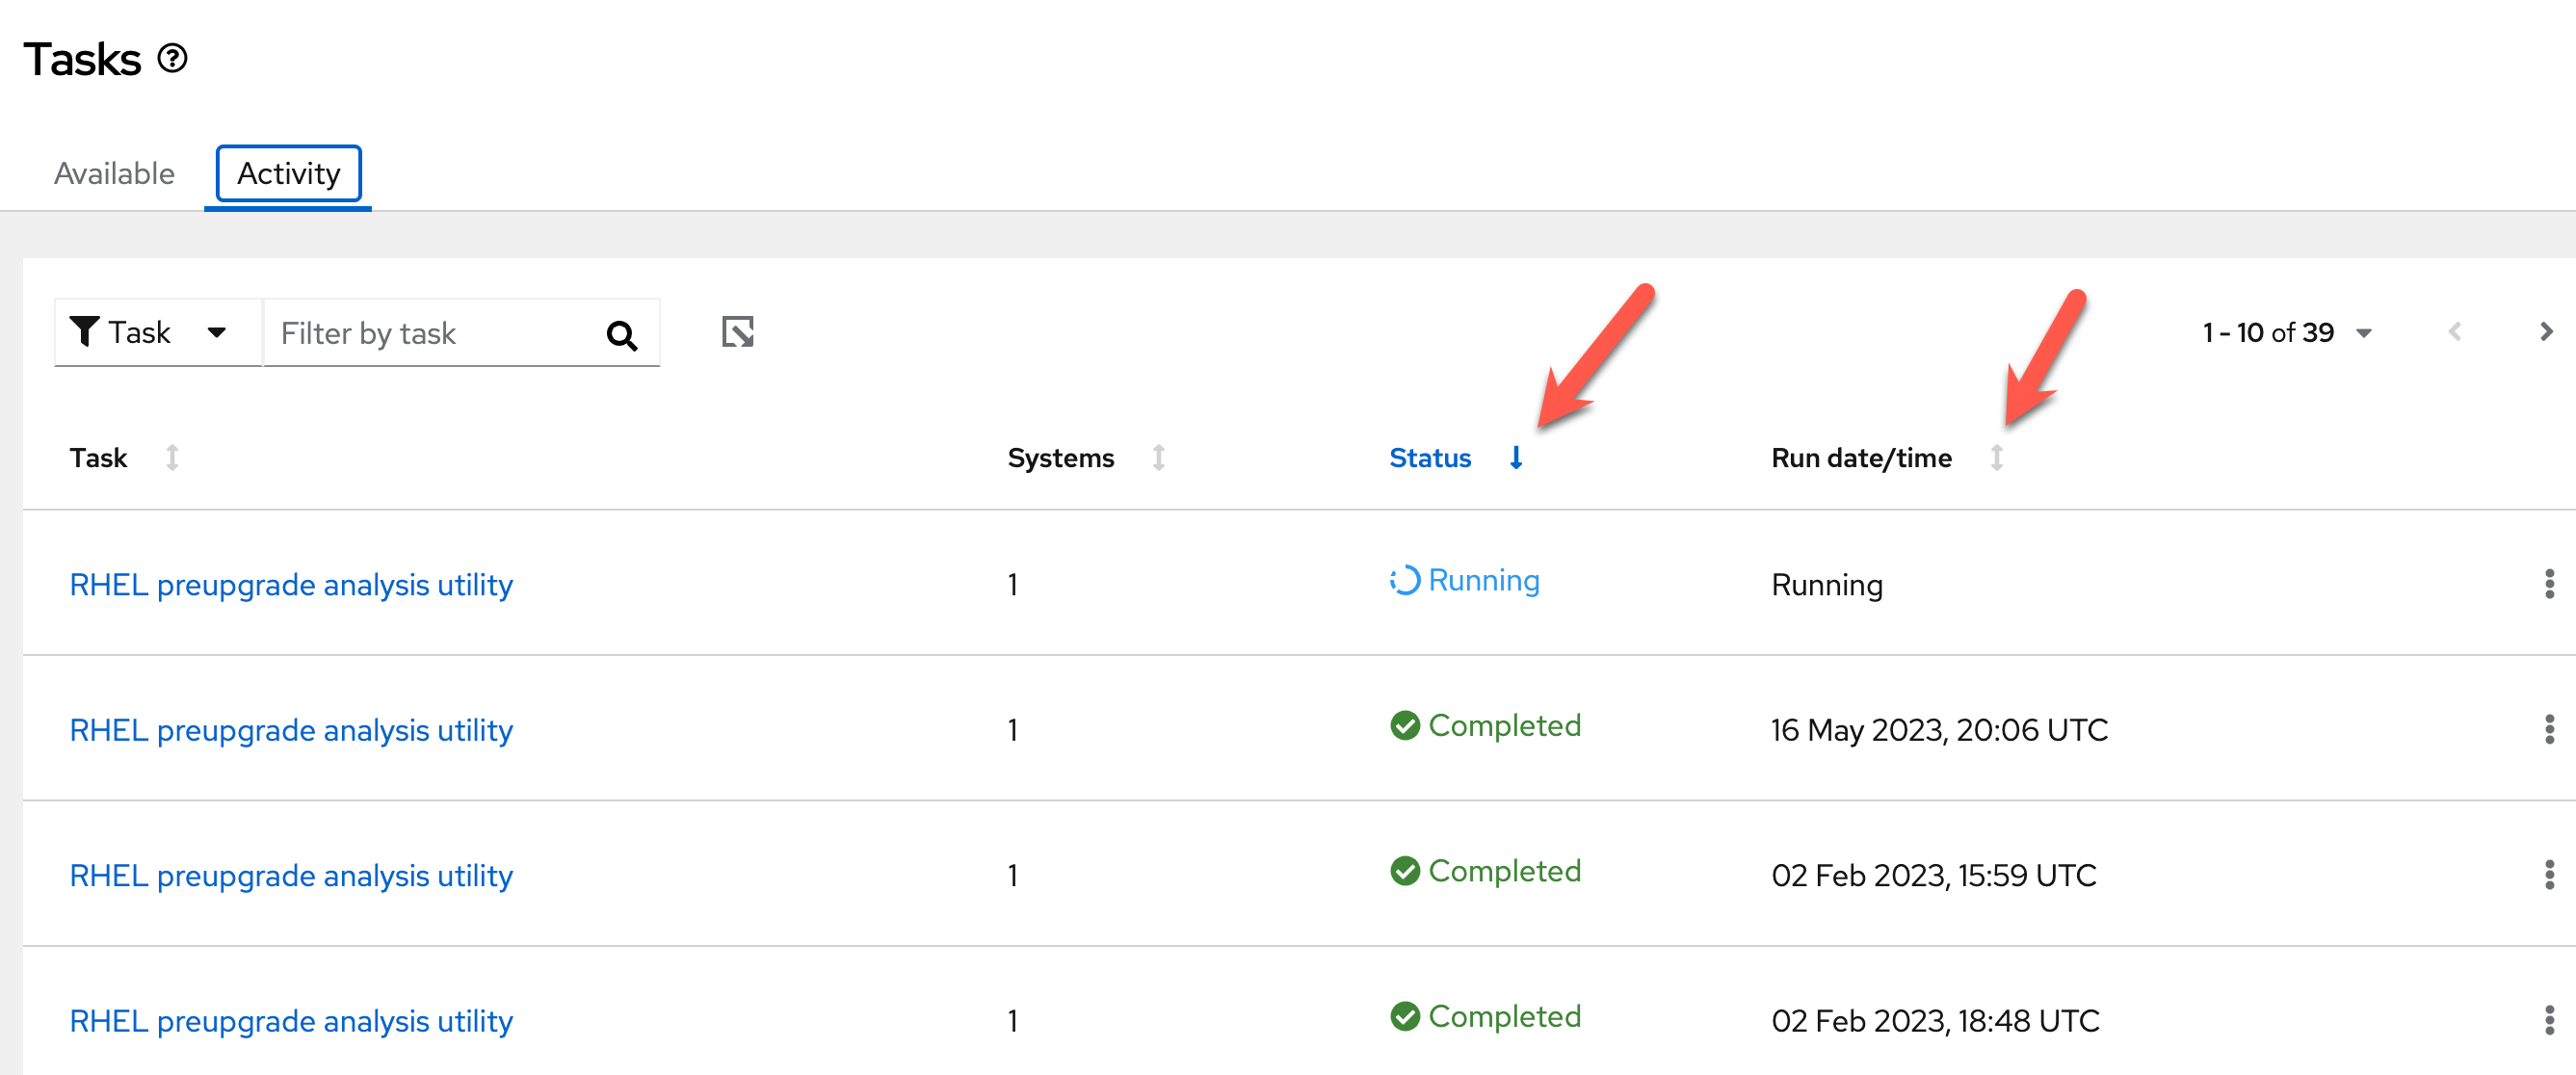 Tasks
Available Activity
Task Filter by task 1 - 10 of 39
Task Systems Status Run date/time
RHEL preupgrade analysis utility 1 Running Running
RHEL preupgrade analysis utility 1 Completed 16 May 2023, 20:06 UTC
RHEL preupgrade analysis utility 1 Completed 02 Feb 2023, 15:59 UTC
RHEL preupgrade analysis utility 1 Completed 02 Feb 2023, 18:48 UTC